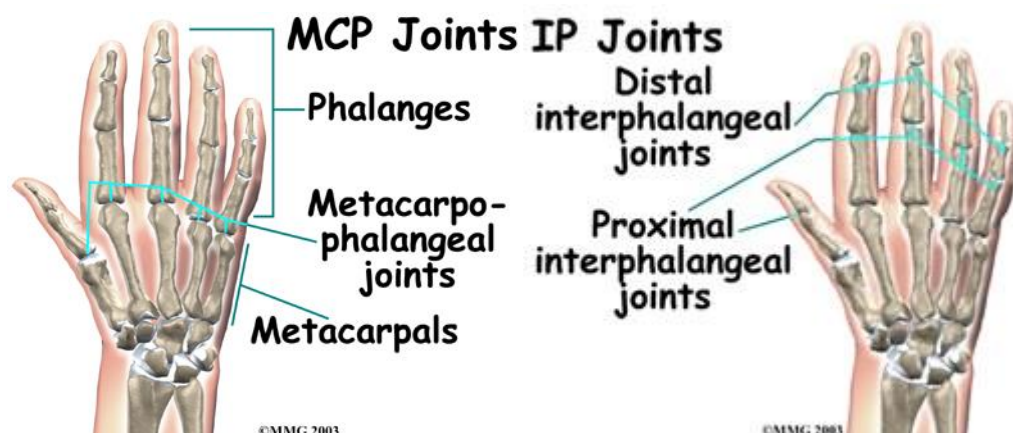 MCP Joints
Phalanges
Metacarpo-
phalangeal
joints
Metacarpals
©MMG 2003
IP Joints
Distal
interphalangeal
joints
Proximal
interphalangeal
joints
©MMG 2003